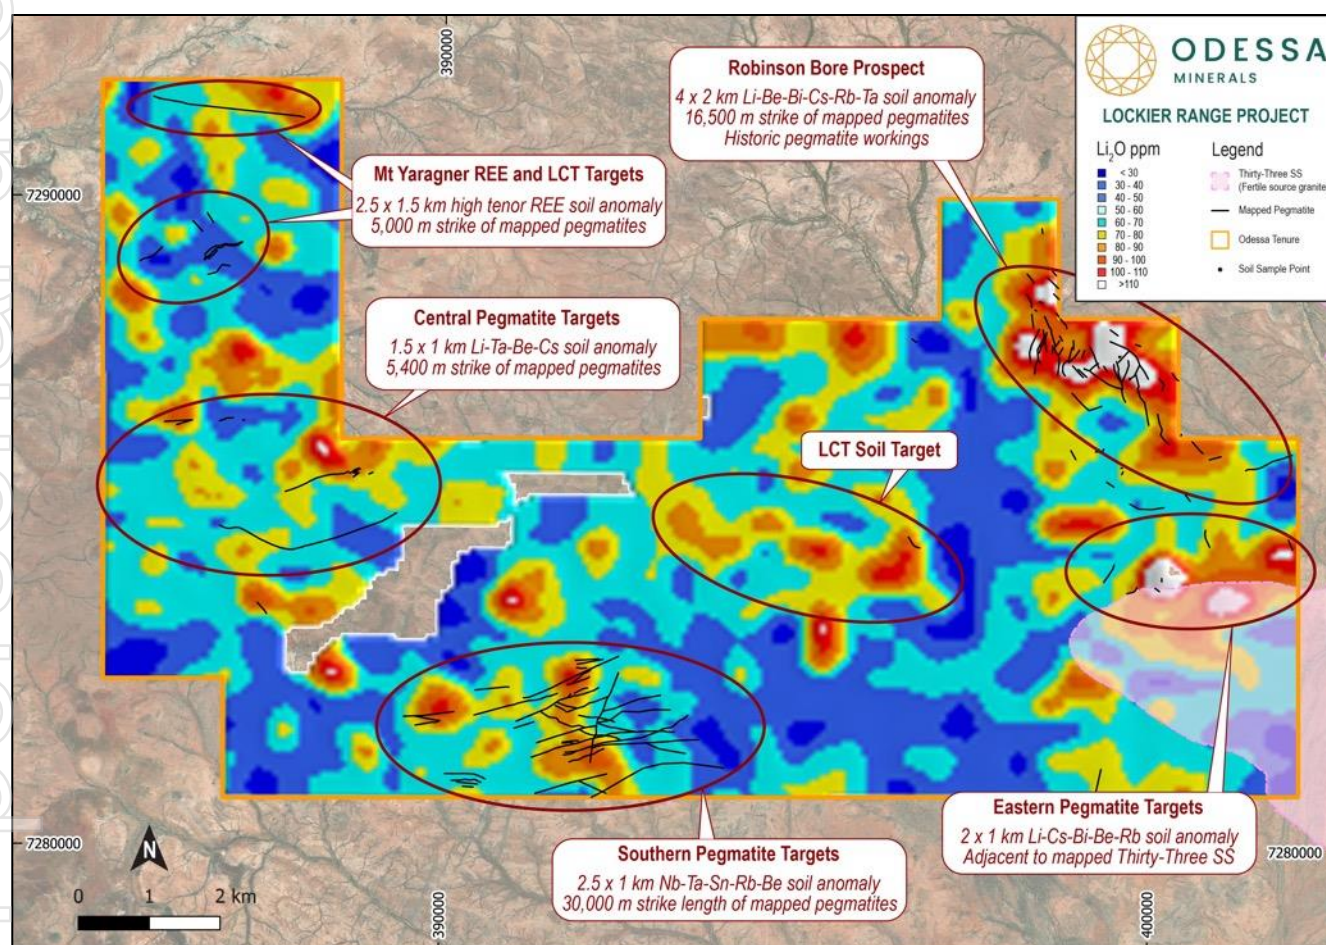 390000
7290000
ODESSA
MINERALS
LOCKIER RANGE PROJECT
Li2O ppm
< 30
30 - 40
40 - 50
50 - 60
60 - 70
70 - 80
80 - 90
90 - 100
100 - 110
>110
Legend
Thirty-Three SS
(Fertile source granite
Mapped Pegmatite
Odessa Tenure
Soil Sample Point
Robinson Bore Prospect
4 x 2 km Li-Be-Bi-Cs-Rb-Ta soil anomaly
16,500 m strike of mapped pegmatites
Historic pegmatite workings
Mt Yaragner REE and LCT Targets
2.5 x 1.5 km high tenor REE soil anomaly
5,000 m strike of mapped pegmatites
Central Pegmatite Targets
1.5 x 1 km Li-Ta-Be-Cs soil anomaly
5,400 m strike of mapped pegmatites
LCT Soil Target
Eastern Pegmatite Targets
2 x 1 km Li-Cs-Bi-Be-Rb soil anomaly
Adjacent to mapped Thirty-Three SS
Southern Pegmatite Targets
2.5 x 1 km Nb-Ta-Sn-Rb-Be soil anomaly
30,000 m strike length of mapped pegmatites
7280000
7280000
N
0 1 2 km
390000
400000